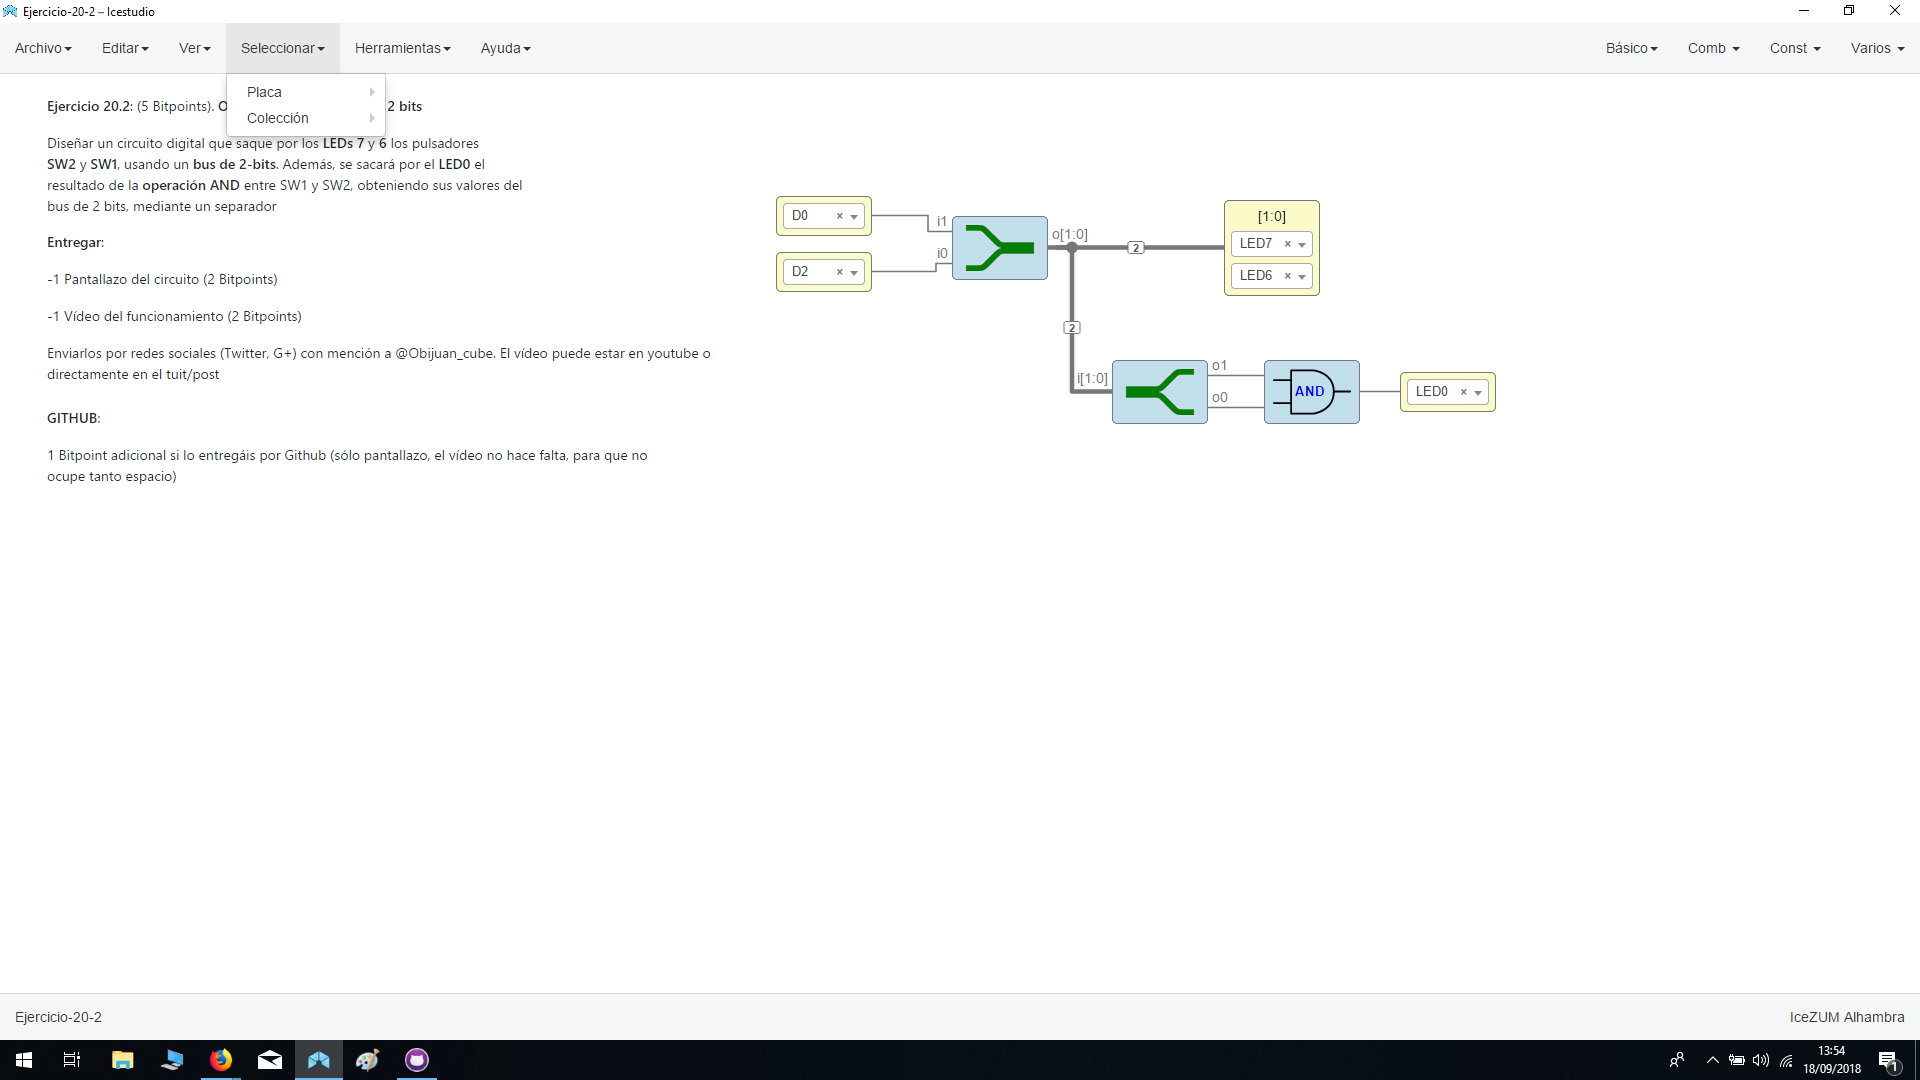 Ejercicio-20-2 – Icestudio
Archivo Editar Ver Seleccionar Herramientas Ayuda Básico Comb Const Varios
Placa
Colección
Ejercicio 20.2: (5 Bitpoints). O 2 bits
Diseñar un circuito digital que saque por los LEDs 7 y 6 los pulsadores
SW2 y SW1, usando un bus de 2-bits. Además, se sacará por el LED0 el
resultado de la operación AND entre SW1 y SW2, obteniendo sus valores del
bus de 2 bits, mediante un separador
Entregar:
-1 Pantallazo del circuito (2 Bitpoints)
-1 Vídeo del funcionamiento (2 Bitpoints)
Enviarlos por redes sociales (Twitter, G+) con mención a @Obijuan_cube. El vídeo puede estar en youtube o
directamente en el tuit/post
GITHUB:
1 Bitpoint adicional si lo entregáis por Github (sólo pantallazo, el vídeo no hace falta, para que no
ocupe tanto espacio)
D0 ×
D2 ×
i1
i0
o[1:0]
2
[1:0]
LED7 ×
LED6 ×
2
i[1:0]
o1
o0
AND
LED0 ×
Ejercicio-20-2
IceZUM Alhambra
13:54
18/09/2018
1